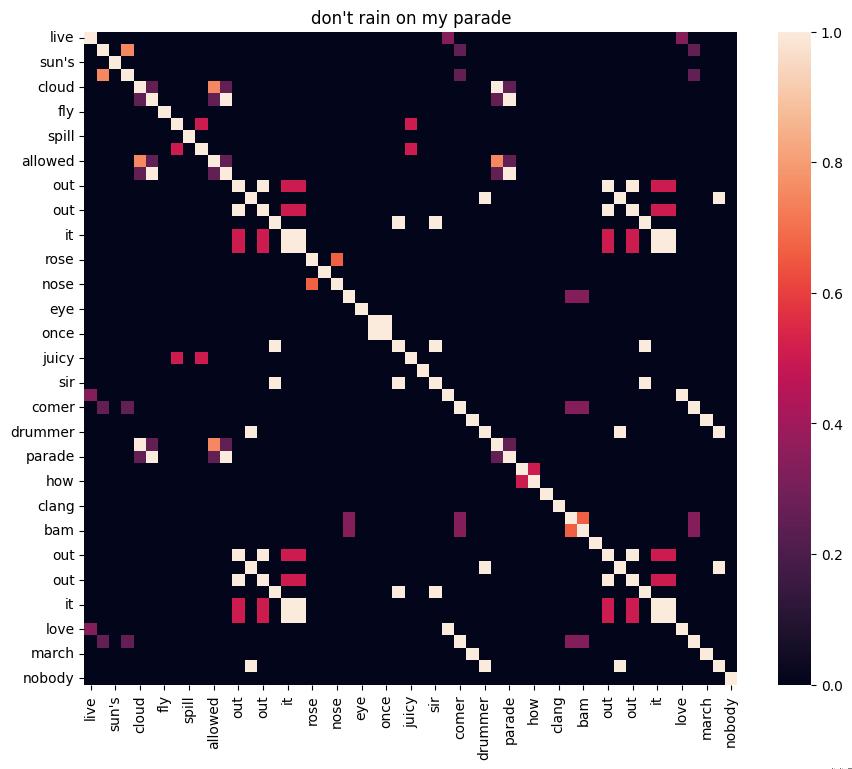 don't rain on my parade
live
sun's
cloud
fly
spill
allowed
out
out
it
rose
nose
eye
once
juicy
sir
comer
drummer
parade
how
clang
bam
out
out
it
love
march
nobody
live
sun's
cloud
fly
spill
allowed
out
out
it
rose
nose
eye
once
juicy
sir
comer
drummer
parade
how
clang
bam
out
out
it
love
march
nobody
1.0
0.8
0.6
0.4
0.2
0.0